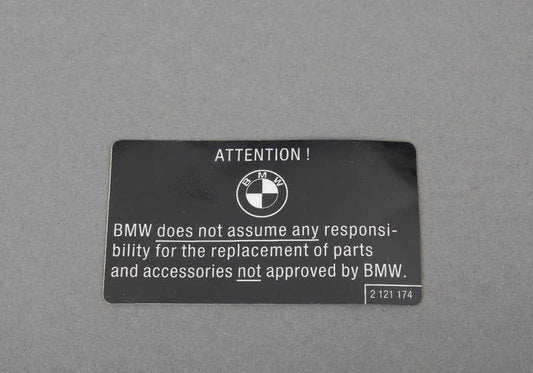 ATTENTION !
BMW
BMW does not assume any responsi-
bility for the replacement of parts
and accessories not approved by BMW.
2 121 174